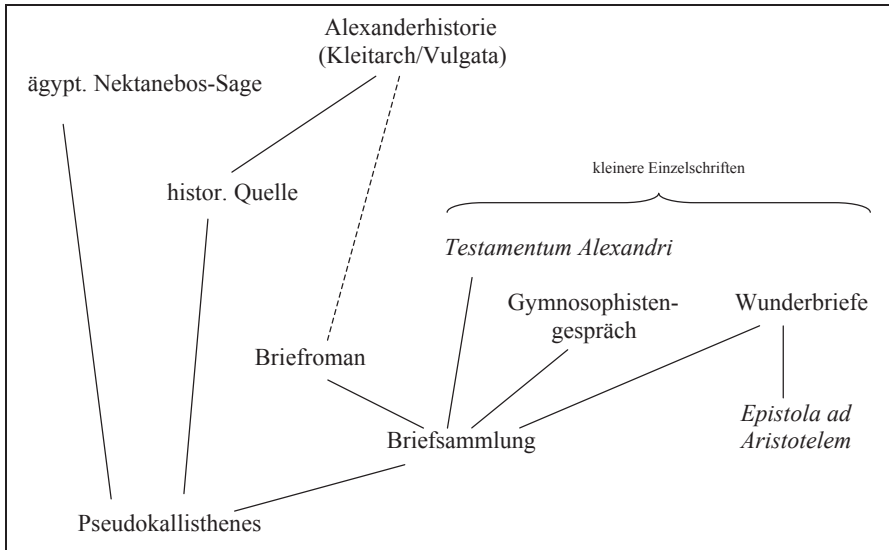 Alexanderhistorie
(Kleitarch/Vulgata)
ägypt. Nektanebos-Sage
kleinere Einzelschriften
histor. Quelle
Testamentum Alexandri
Gymnosophisten-
gespräch
Wunderbriefe
Briefroman
Epistola ad
Aristotelem
Briefsammlung
Pseudokallisthenes